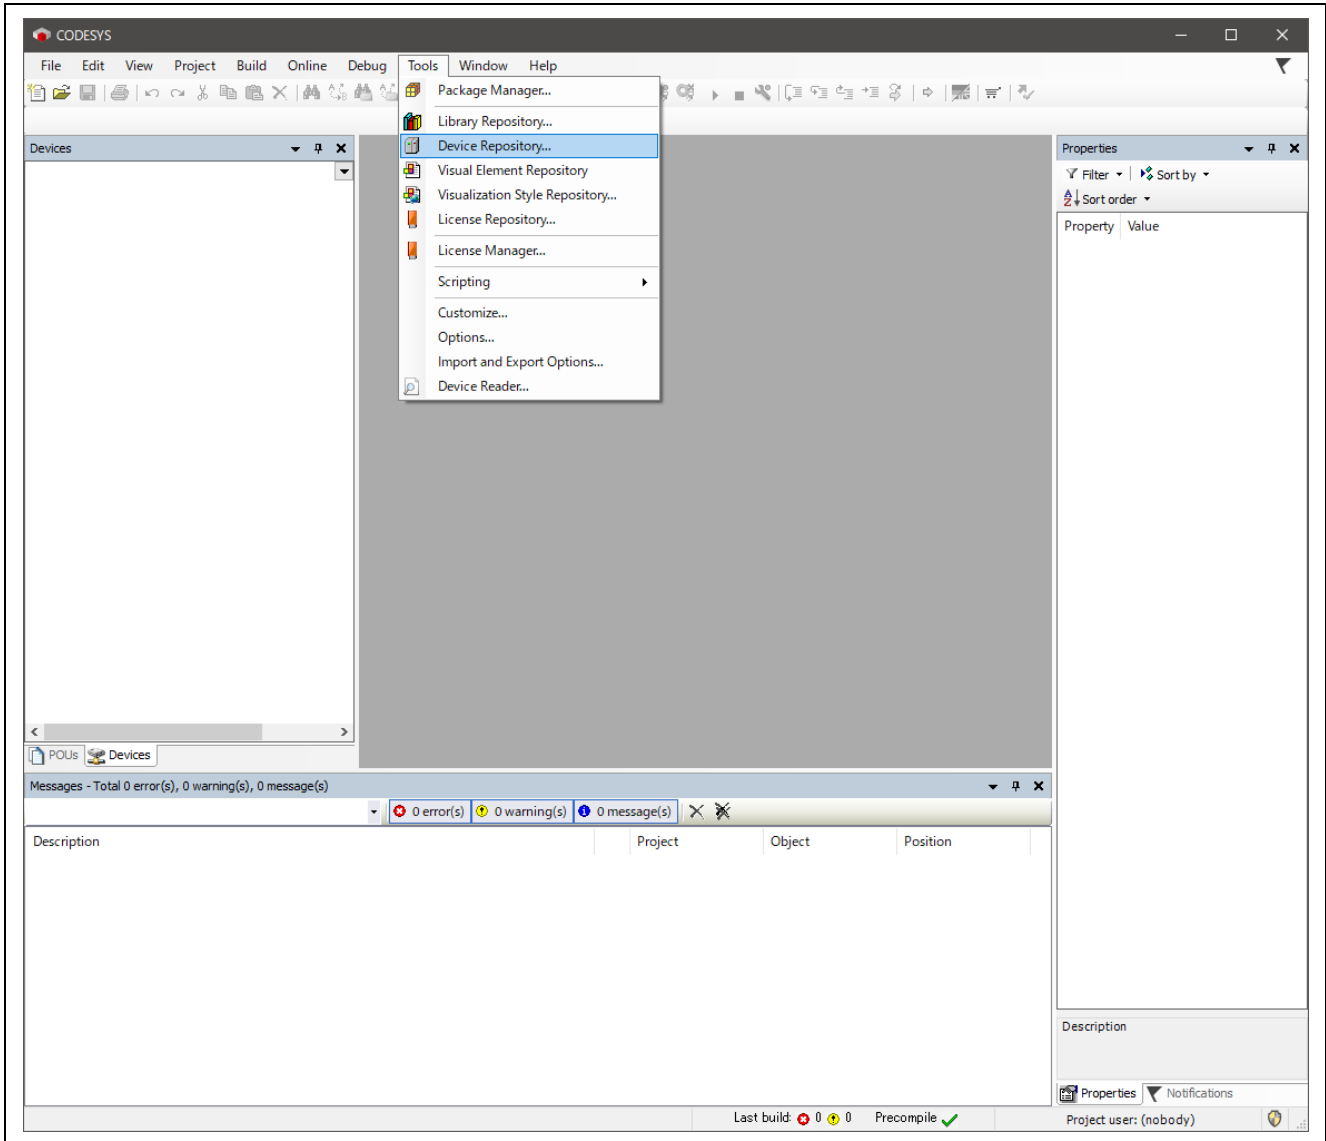 CODESYS
File Edit View Project Build Online Debug Tools Window Help
Package Manager...
Library Repository...
Device Repository...
Visual Element Repository
Visualization Style Repository...
License Repository...
License Manager...
Scripting
Customize...
Options...
Import and Export Options...
Device Reader...
Devices
POUs Devices
Properties
Filter Sort by
Sort order
Property Value
Messages - Total 0 error(s), 0 warning(s), 0 message(s)
0 error(s) 0 warning(s) 0 message(s)
Description Project Object Position
Description
Properties Notifications
Last build: 0 0 Precompile Project user: (nobody)